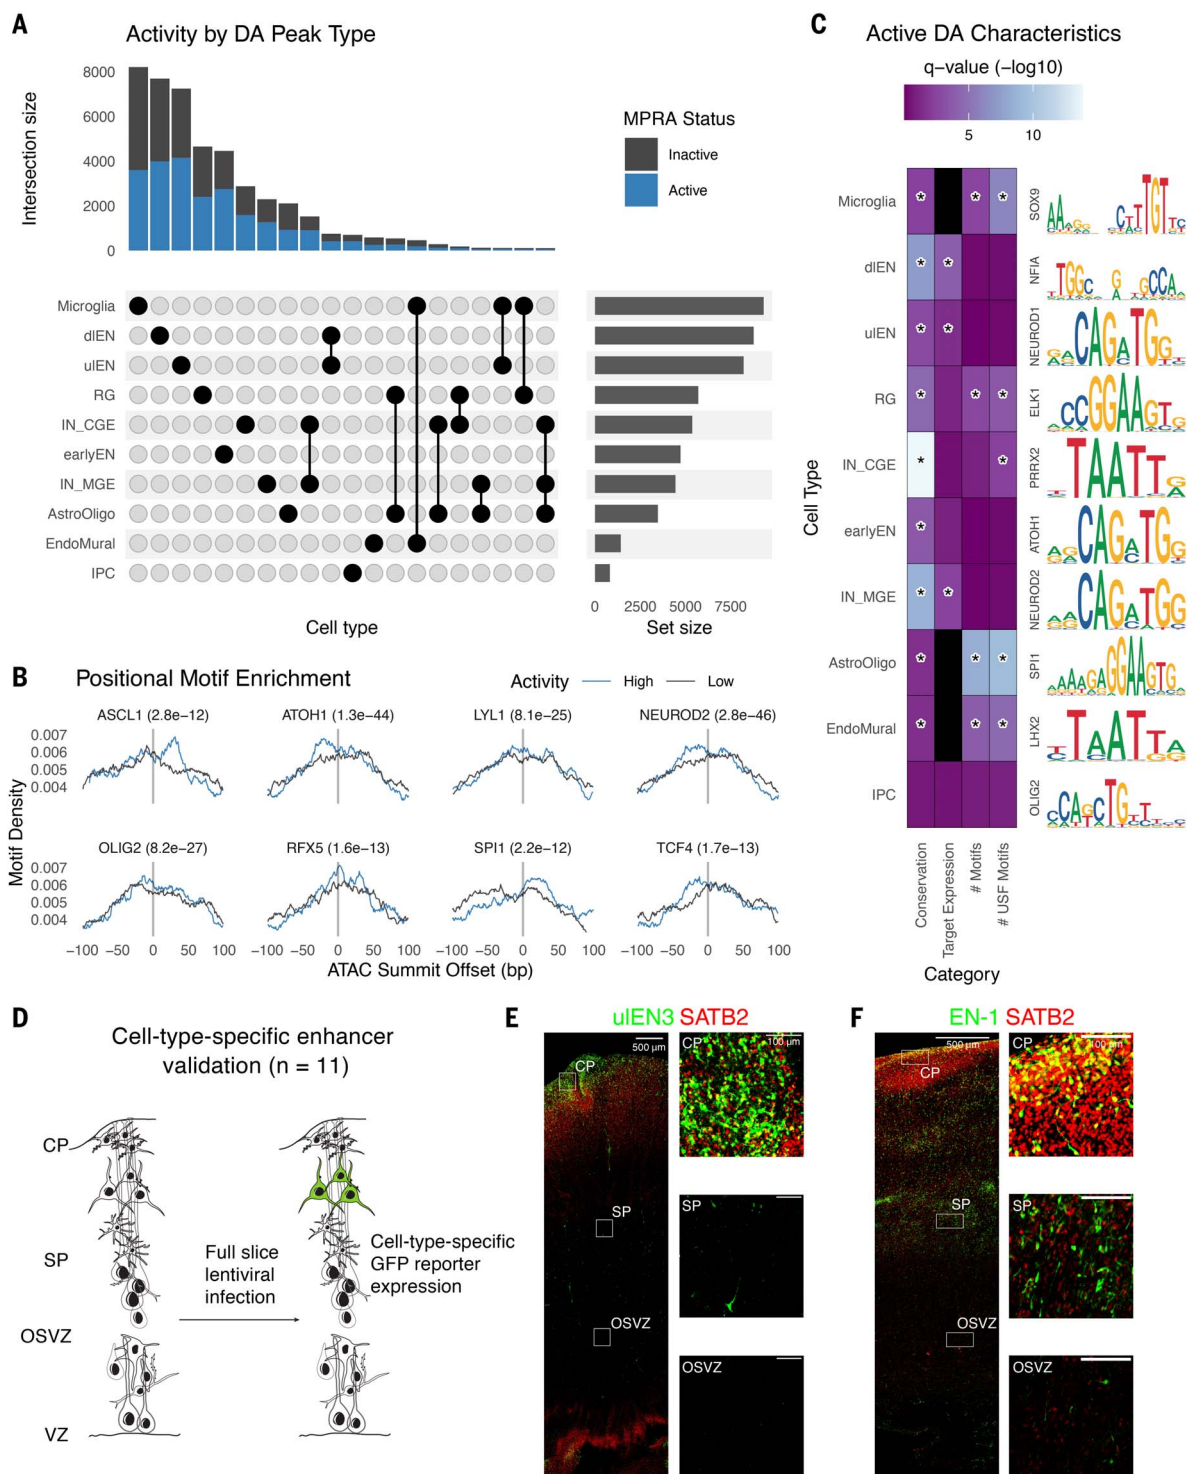 A
Activity by DA Peak Type
Intersection size
8000
6000
4000
2000
0
MPRA Status
Inactive
Active
Microglia
dlEN
ulEN
RG
IN_CGE
earlyEN
IN_MGE
AstroOligo
EndoMural
IPC
Cell type
0 2500 5000 7500
Set size
B
Positional Motif Enrichment
Activity High Low
Motif Density
ASCL1 (2.8e−12) ATOH1 (1.3e−44) LYL1 (8.1e−25) NEUROD2 (2.8e−46)
0.007
0.006
0.005
0.004
OLIG2 (8.2e−27) RFX5 (1.6e−13) SPI1 (2.2e−12) TCF4 (1.7e−13)
0.007
0.006
0.005
0.004
−100 −50 0 50 100 −100 −50 0 50 100 −100 −50 0 50 100 −100 −50 0 50 100
ATAC Summit Offset (bp)
C
Active DA Characteristics
q−value (−log10)
5 10
Cell Type
Microglia
dlEN
ulEN
RG
IN_CGE
earlyEN
IN_MGE
AstroOligo
EndoMural
IPC
Conservation
Target Expression
# Motifs
# USF Motifs
Category
SOX9
NFIA
NEUROD1
ELK1
PRRX2
ATOH1
NEUROD2
SPI1
LHX2
OLIG2
D
Cell-type-specific enhancer
validation (n = 11)
CP
SP
OSVZ
VZ
Full slice
lentiviral
infection
Cell-type-specific
GFP reporter
expression
E
ulEN3 SATB2
500 µm
CP
SP
OSVZ
CP
100 µm
SP
OSVZ
F
EN-1 SATB2
500 µm
CP
SP
OSVZ
CP
100 µm
SP
OSVZ